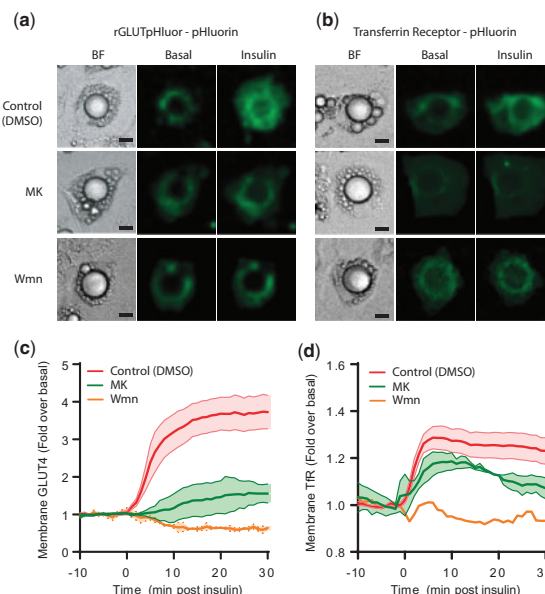 (a)
rGLUTpHluor - pHluorin
BF Basal Insulin
(b)
Transferrin Receptor - pHluorin
BF Basal Insulin
Control
(DMSO)
MK
Wmn
(c)
Control (DMSO)
MK
Wmn
Membrane GLUT4 (Fold over basal)
5
4
3
2
1
0
-10 0 10 20 30
Time (min post insulin)
(d)
Control (DMSO)
MK
Wmn
Membrane TfR (Fold over basal)
1.6
1.4
1.2
1.0
0.8
-10 0 10 20 30
Time (min post insulin)